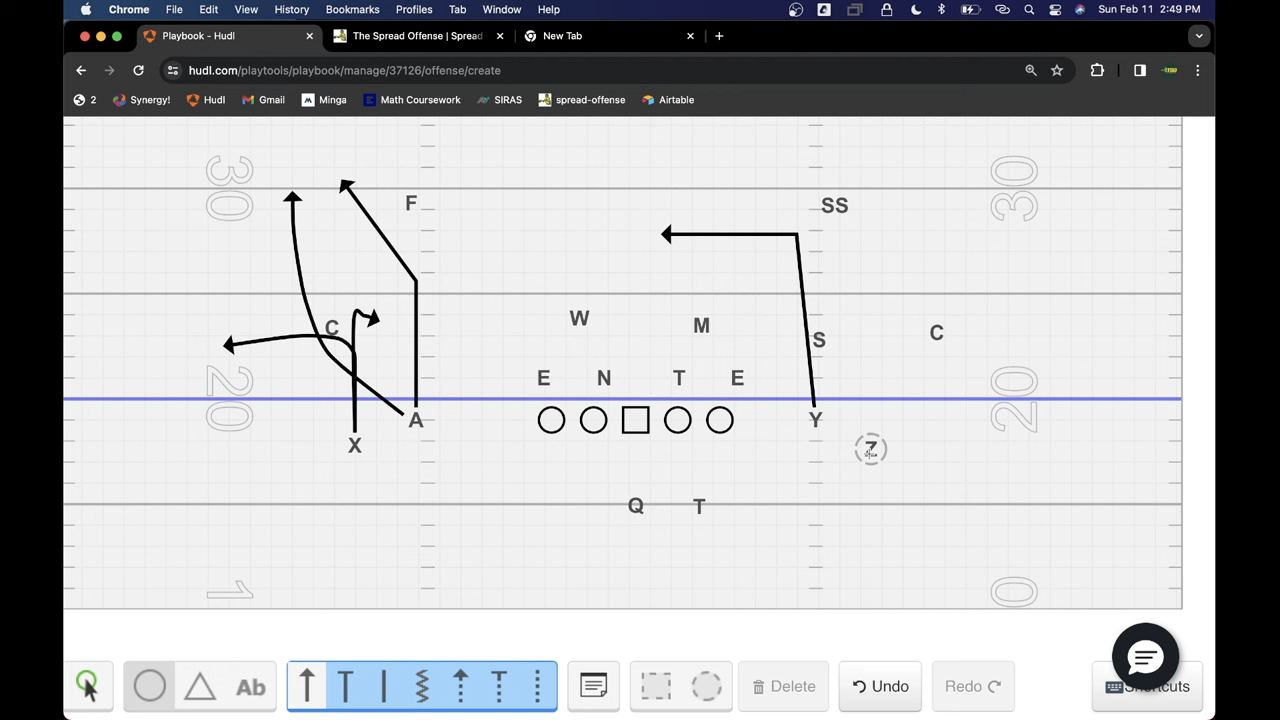 Chrome File Edit View History Bookmarks Profiles Tab Window Help Sun Feb 11 2:49 PM
Playbook - Hudl The Spread Offense | Spread New Tab
hudl.com/playtools/playbook/manage/37126/offense/create
2 Synergy! Hudl Gmail Minga Math Coursework SIRAS spread-offense Airtable
30 30
F SS
W M
C S C
E N T E
20 20
A Y
X Z
Q T
1 0
Ab Delete Undo Redo Shortcuts